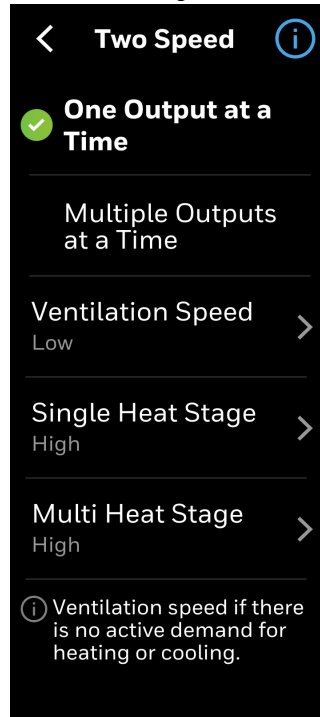 Two Speed
One Output at a
Time
Multiple Outputs
at a Time
Ventilation Speed
Low
Single Heat Stage
High
Multi Heat Stage
High
Ventilation speed if there
is no active demand for
heating or cooling.